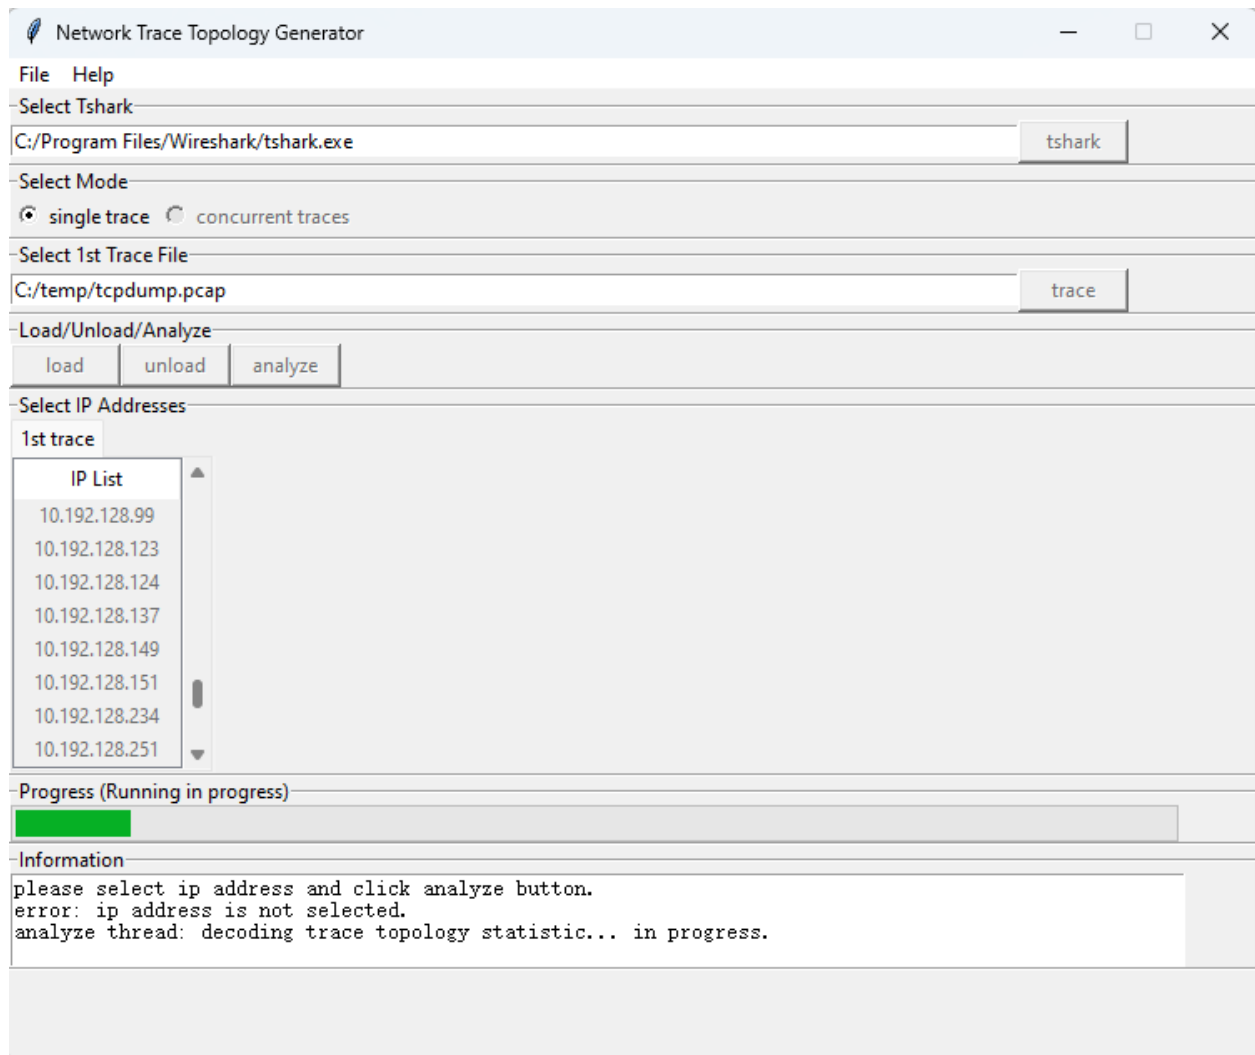 Network Trace Topology Generator
File Help
Select Tshark
C:/Program Files/Wireshark/tshark.exe tshark
Select Mode
single trace concurrent traces
Select 1st Trace File
C:/temp/tcpdump.pcap trace
Load/Unload/Analyze
load unload analyze
Select IP Addresses
1st trace
IP List
10.192.128.99
10.192.128.123
10.192.128.124
10.192.128.137
10.192.128.149
10.192.128.151
10.192.128.234
10.192.128.251
Progress (Running in progress)
Information
please select ip address and click analyze button.
error: ip address is not selected.
analyze thread: decoding trace topology statistic... in progress.